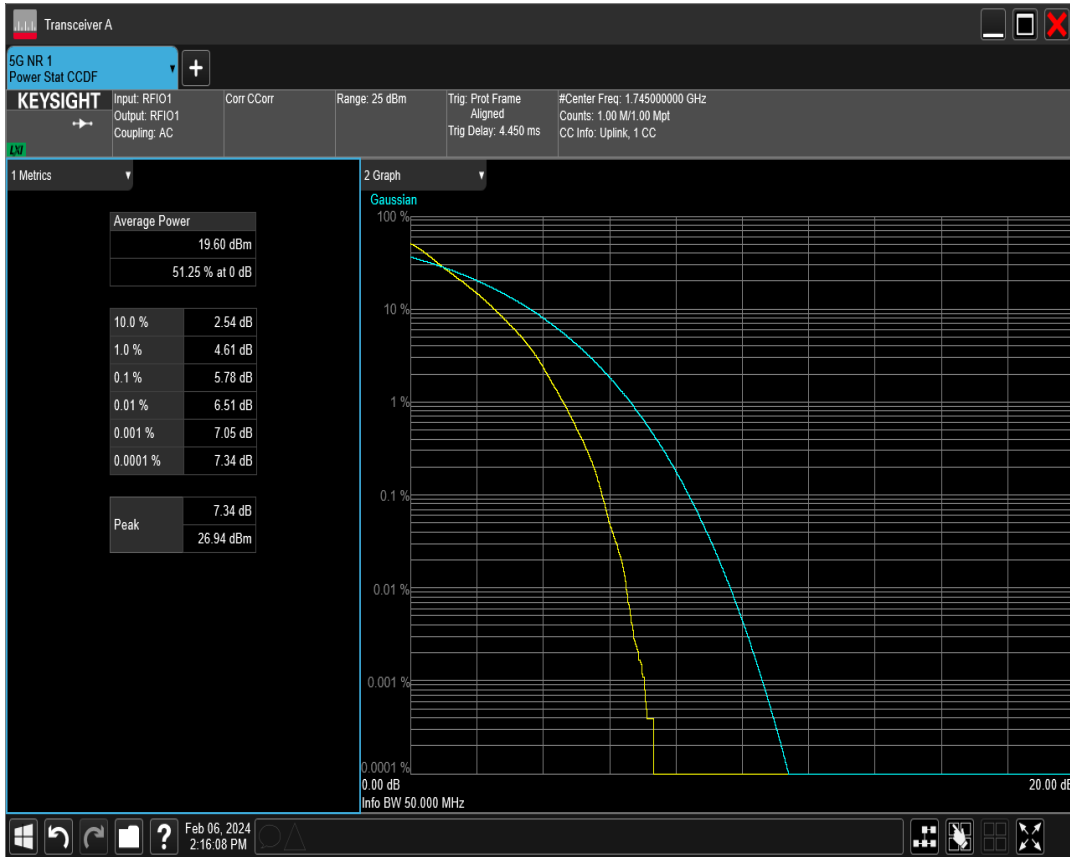 Transceiver A
5G NR 1
Power Stat CCDF
+
KEYSIGHT
LXI
Input: RFIO1
Output: RFIO1
Coupling: AC
Corr CCorr
Range: 25 dBm
Trig: Prot Frame
Aligned
Trig Delay: 4.450 ms
#Center Freq: 1.745000000 GHz
Counts: 1.00 M/1.00 Mpt
CC Info: Uplink, 1 CC
1 Metrics
Average Power
19.60 dBm
51.25 % at 0 dB
10.0 % 2.54 dB
1.0 % 4.61 dB
0.1 % 5.78 dB
0.01 % 6.51 dB
0.001 % 7.05 dB
0.0001 % 7.34 dB
Peak
7.34 dB
26.94 dBm
2 Graph
Gaussian
100 %
10 %
1 %
0.1 %
0.01 %
0.001 %
0.0001 %
0.00 dB 20.00 dB
Info BW 50.000 MHz
?
Feb 06, 2024
2:16:08 PM